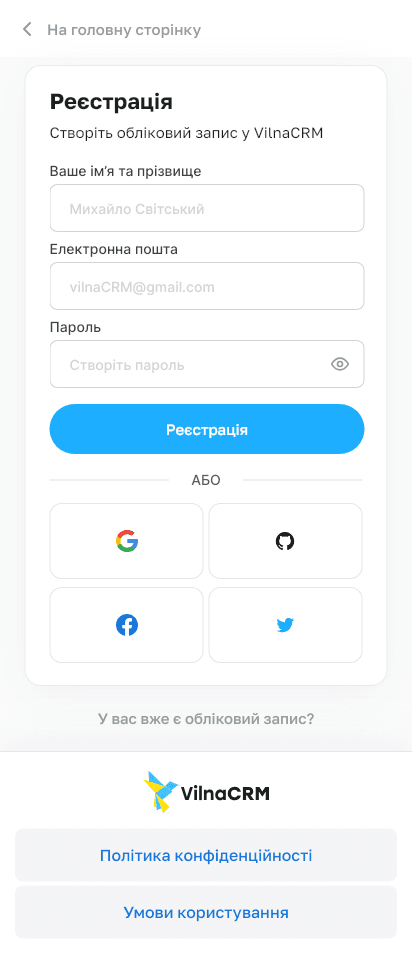 На головну сторінку
Реєстрація
Створіть обліковий запис у VilnaCRM
Ваше ім'я та прізвище
Михайло Світський
Електронна пошта
vilnaCRM@gmail.com
Пароль
Створіть пароль
Реєстрація
АБО
У вас вже є обліковий запис?
VilnaCRM
Політика конфіденційності
Умови користування